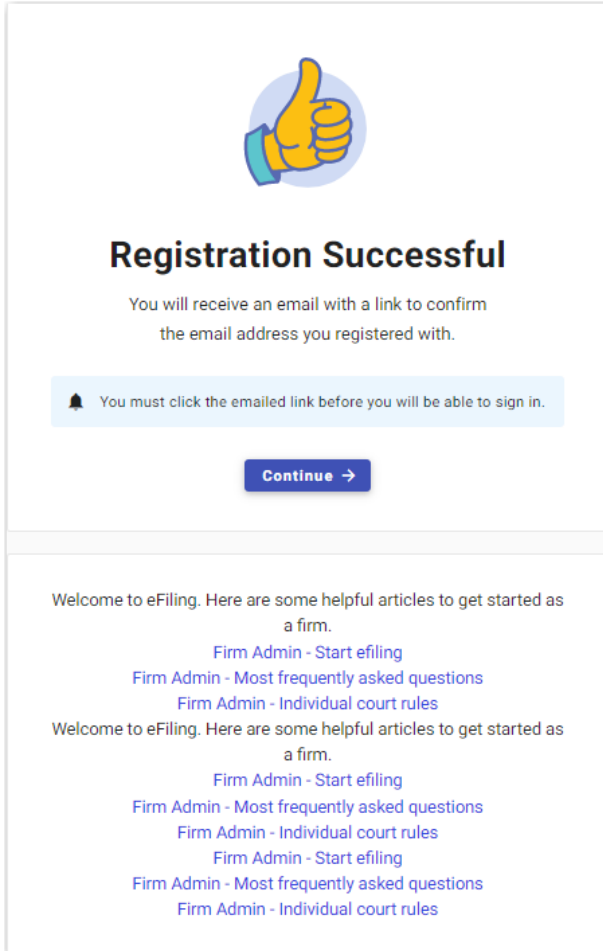 Registration Successful
You will receive an email with a link to confirm
the email address you registered with.
You must click the emailed link before you will be able to sign in.
Continue →
Welcome to eFiling. Here are some helpful articles to get started as
a firm.
Firm Admin - Start efiling
Firm Admin - Most frequently asked questions
Firm Admin - Individual court rules
Welcome to eFiling. Here are some helpful articles to get started as
a firm.
Firm Admin - Start efiling
Firm Admin - Most frequently asked questions
Firm Admin - Individual court rules
Firm Admin - Start efiling
Firm Admin - Most frequently asked questions
Firm Admin - Individual court rules